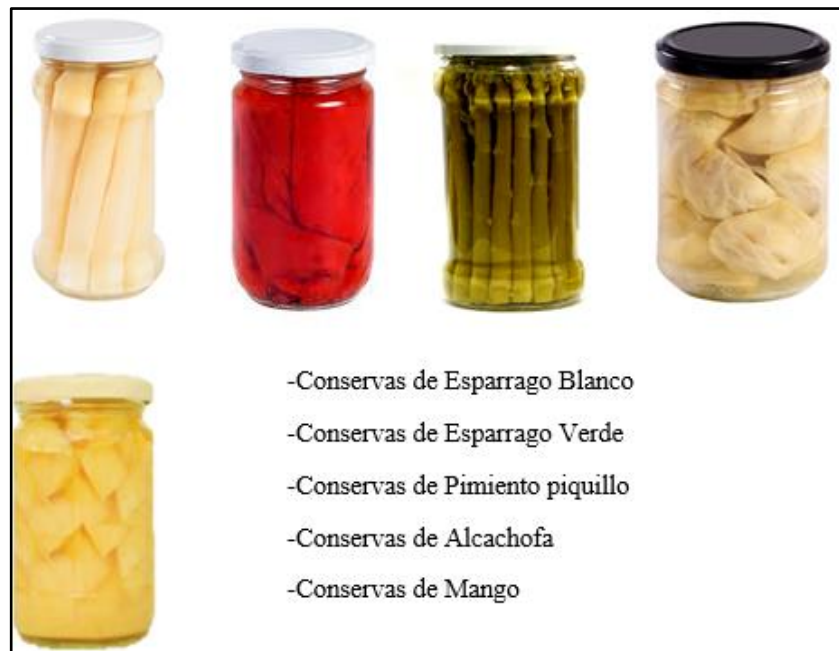 -Conservas de Esparrago Blanco
-Conservas de Esparrago Verde
-Conservas de Pimiento piquillo
-Conservas de Alcachofa
-Conservas de Mango